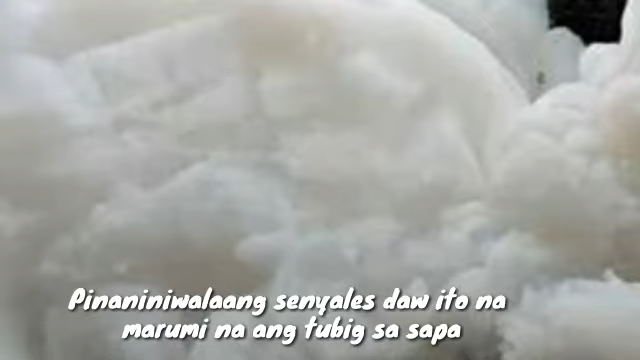 Pinaniniwalaang senyales daw ito na
marumi na ang tubig sa sapa